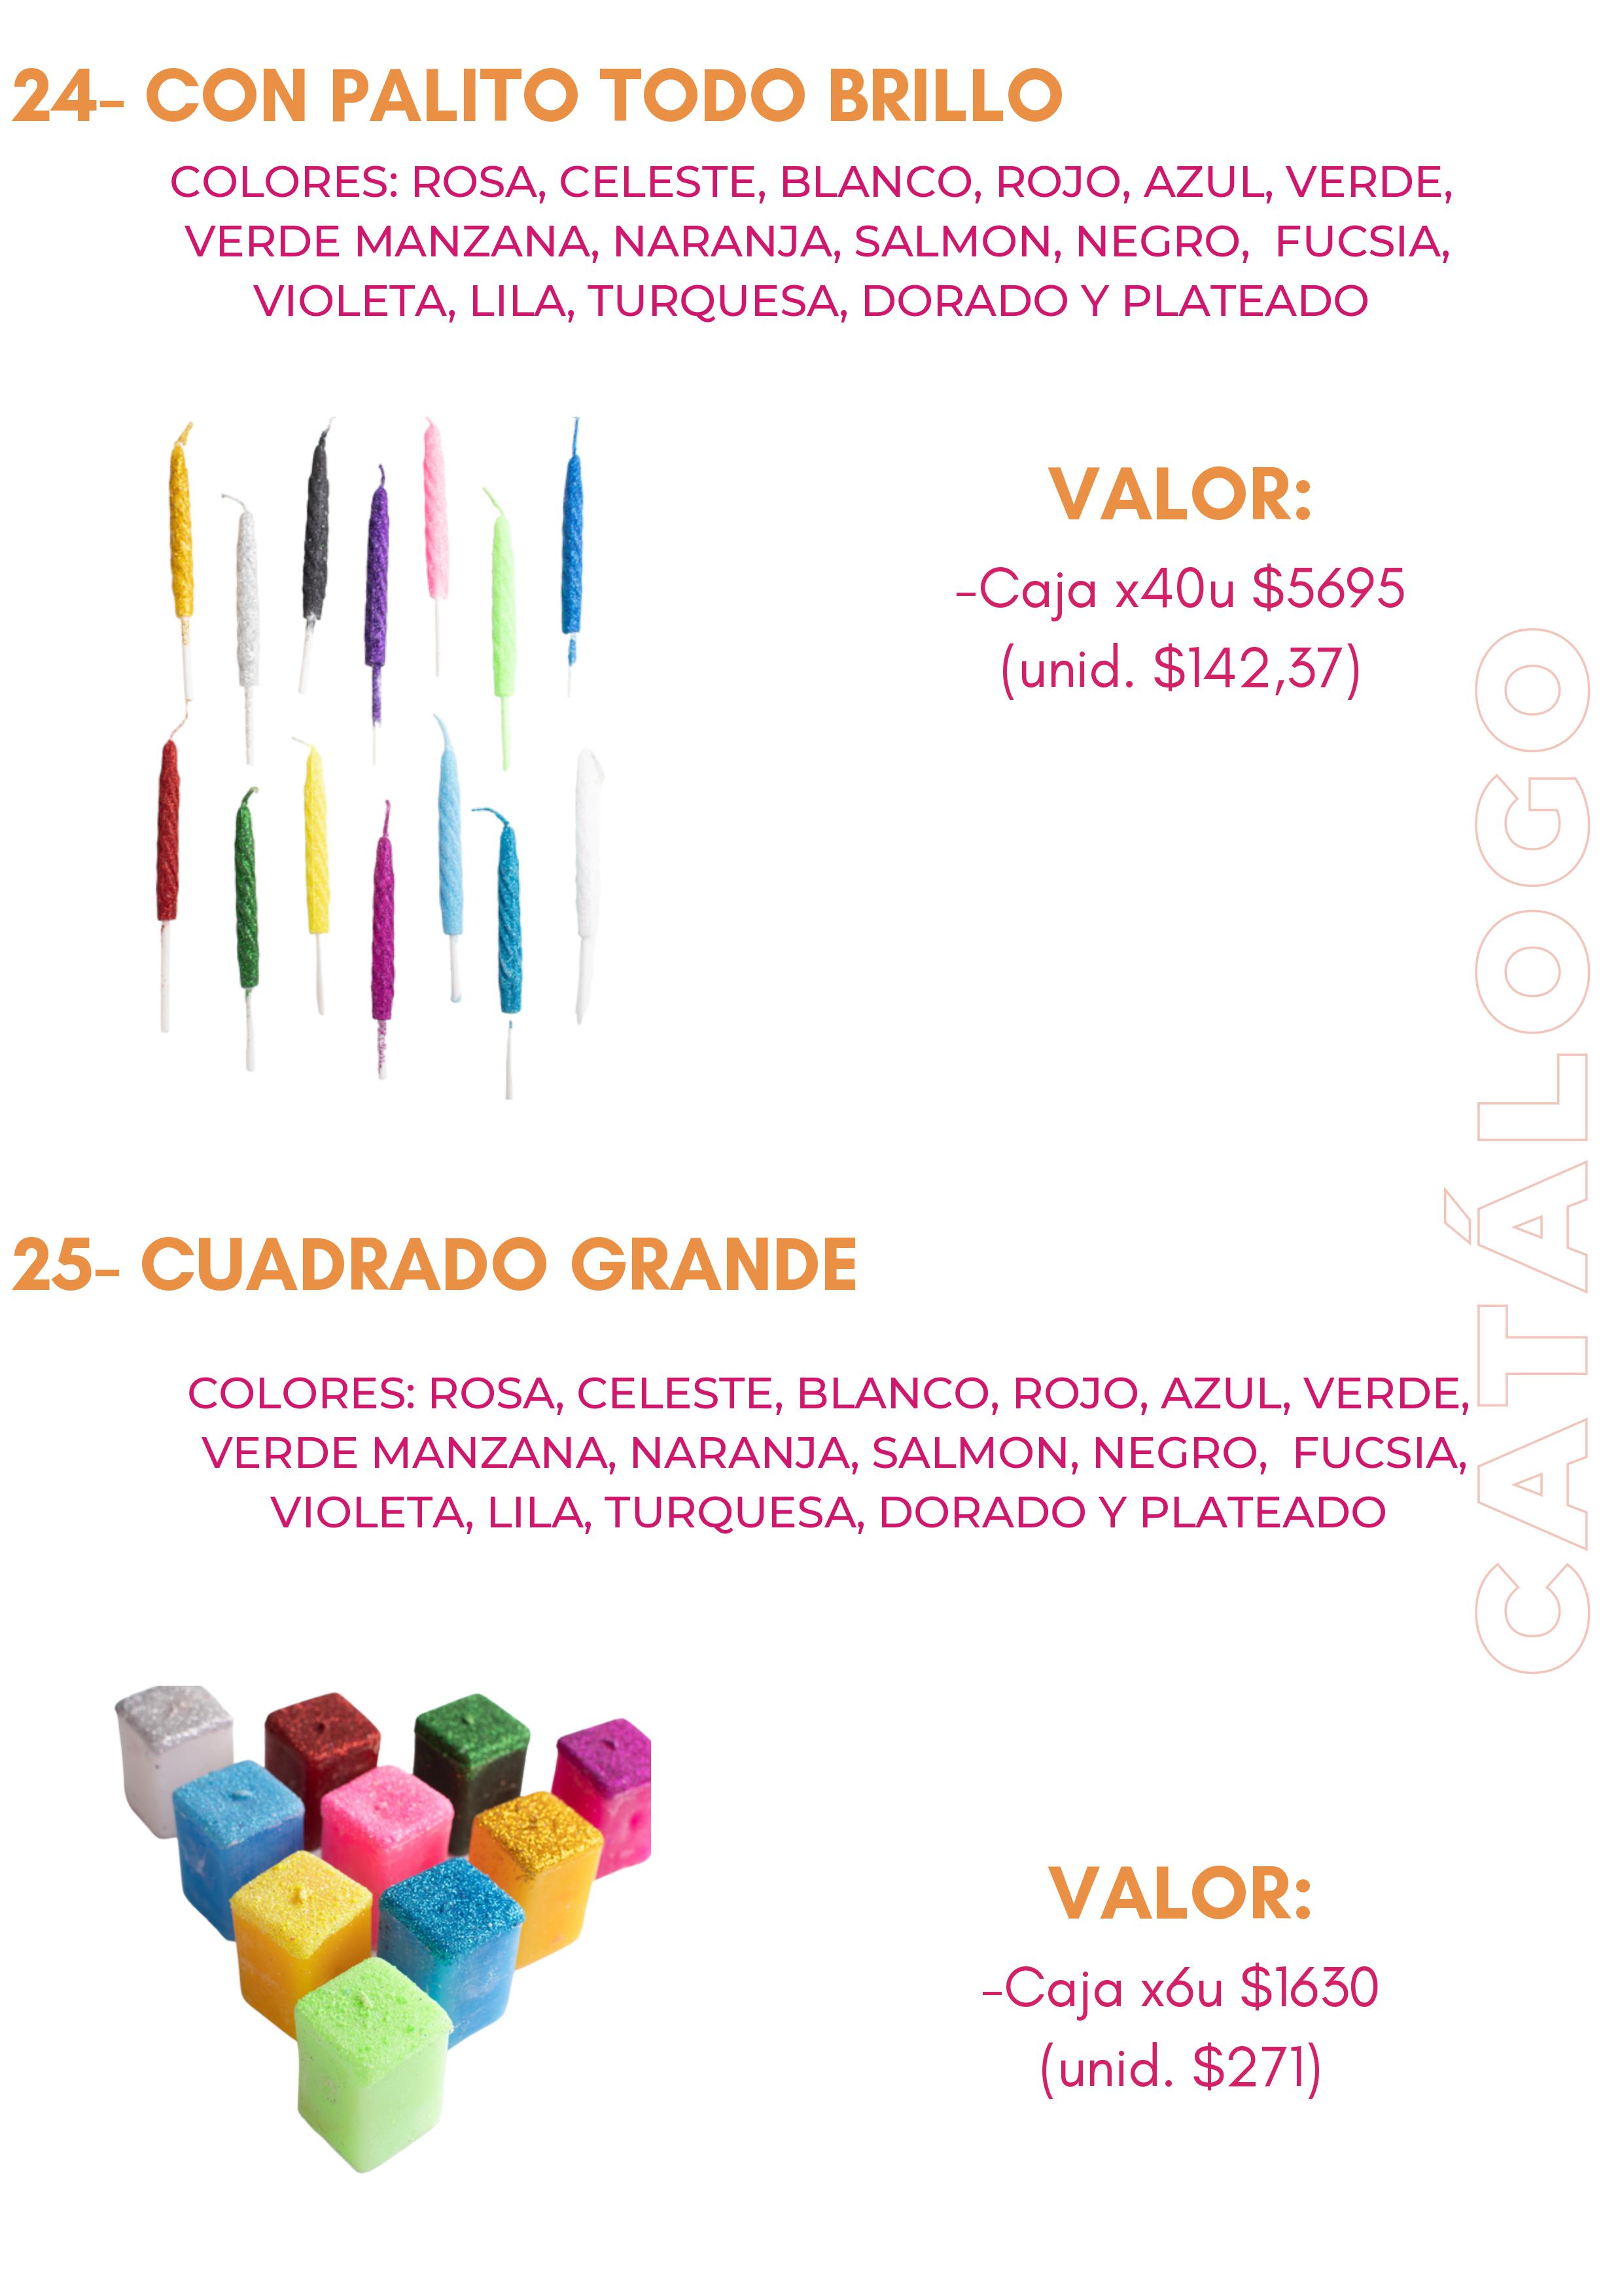 24- CON PALITO TODO BRILLO
COLORES: ROSA, CELESTE, BLANCO, ROJO, AZUL, VERDE,
VERDE MANZANA, NARANJA, SALMON, NEGRO,  FUCSIA,
VIOLETA, LILA, TURQUESA, DORADO Y PLATEADO
VALOR:
-Caja x40u $5695
(unid. $142,37)
CATÁLOGO
25- CUADRADO GRANDE
COLORES: ROSA, CELESTE, BLANCO, ROJO, AZUL, VERDE,
VERDE MANZANA, NARANJA, SALMON, NEGRO,  FUCSIA,
VIOLETA, LILA, TURQUESA, DORADO Y PLATEADO
VALOR:
-Caja x6u $1630
(unid. $271)